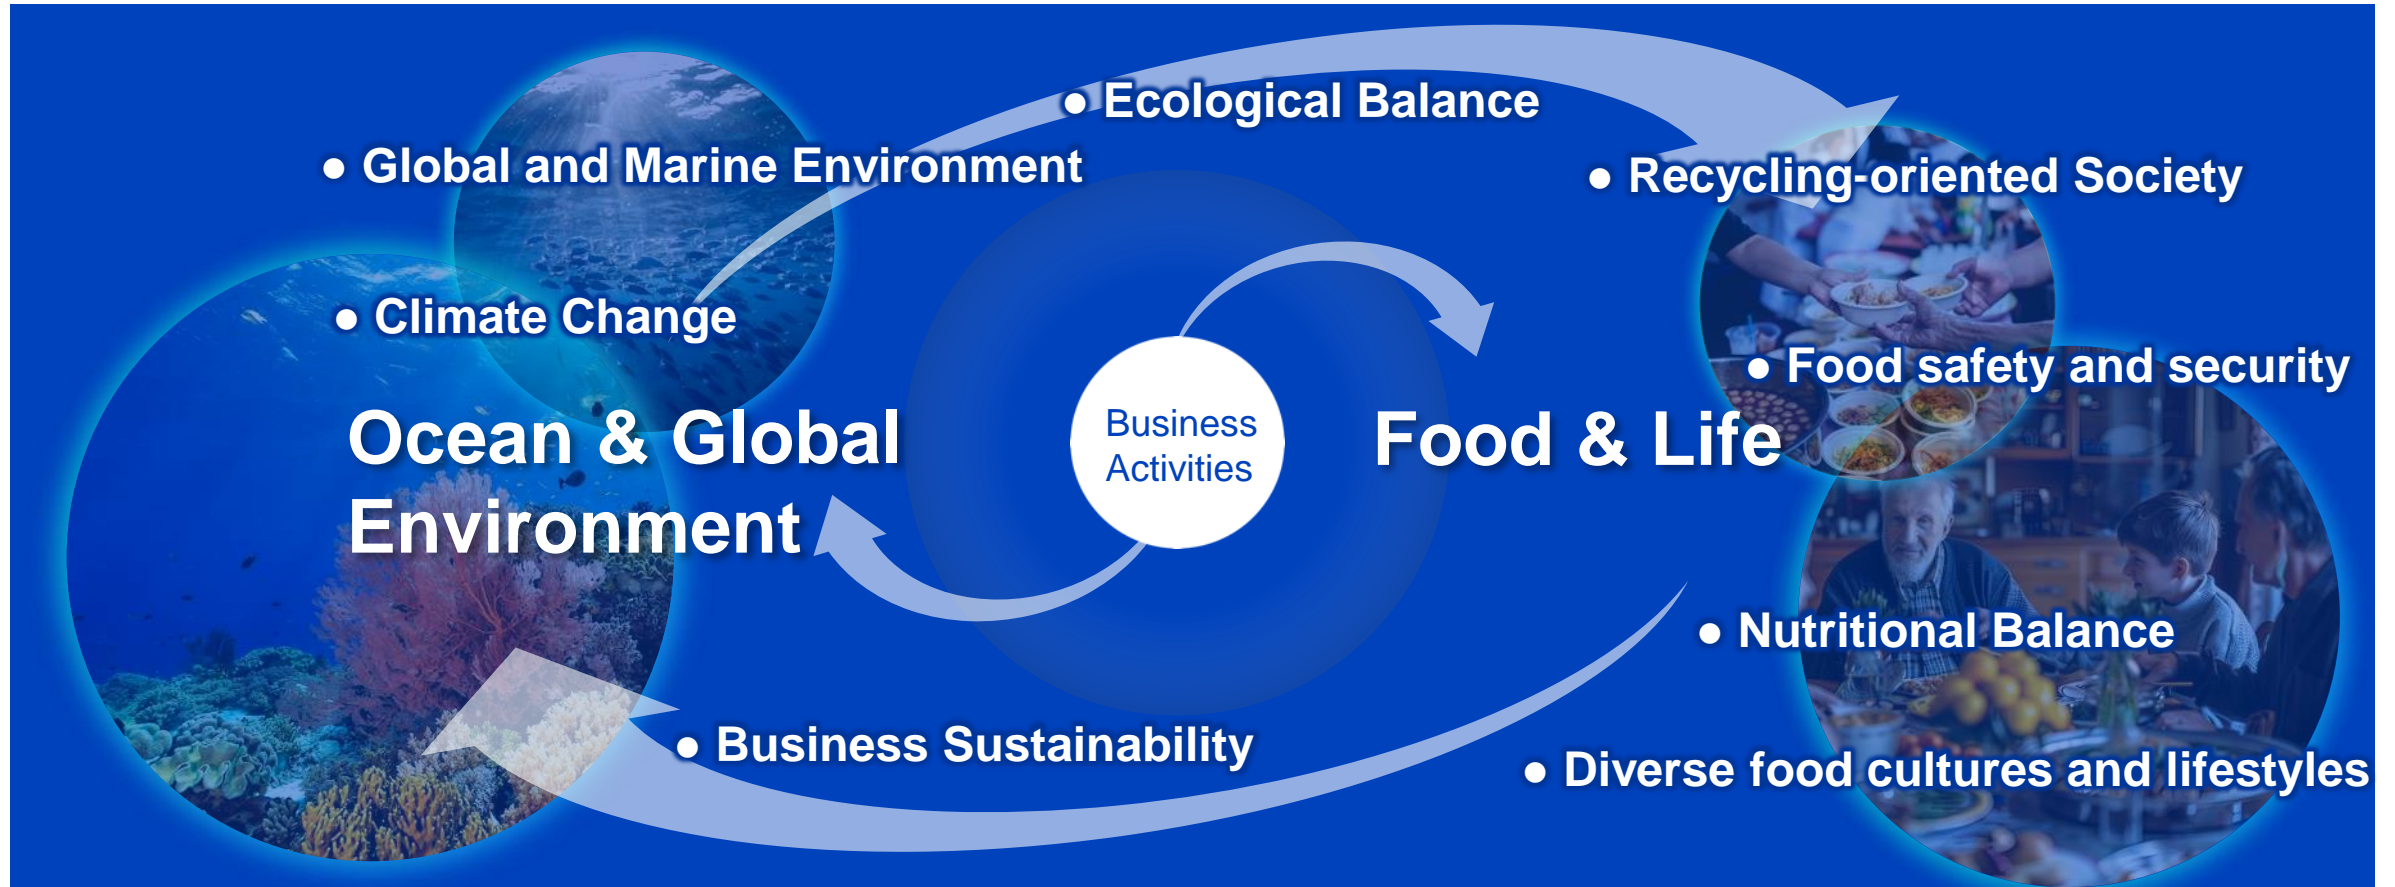 ● Ecological Balance
● Global and Marine Environment
● Recycling-oriented Society
● Climate Change
● Food safety and security
Ocean & Global
Environment
Business
Activities
Food & Life
● Nutritional Balance
● Business Sustainability
● Diverse food cultures and lifestyles